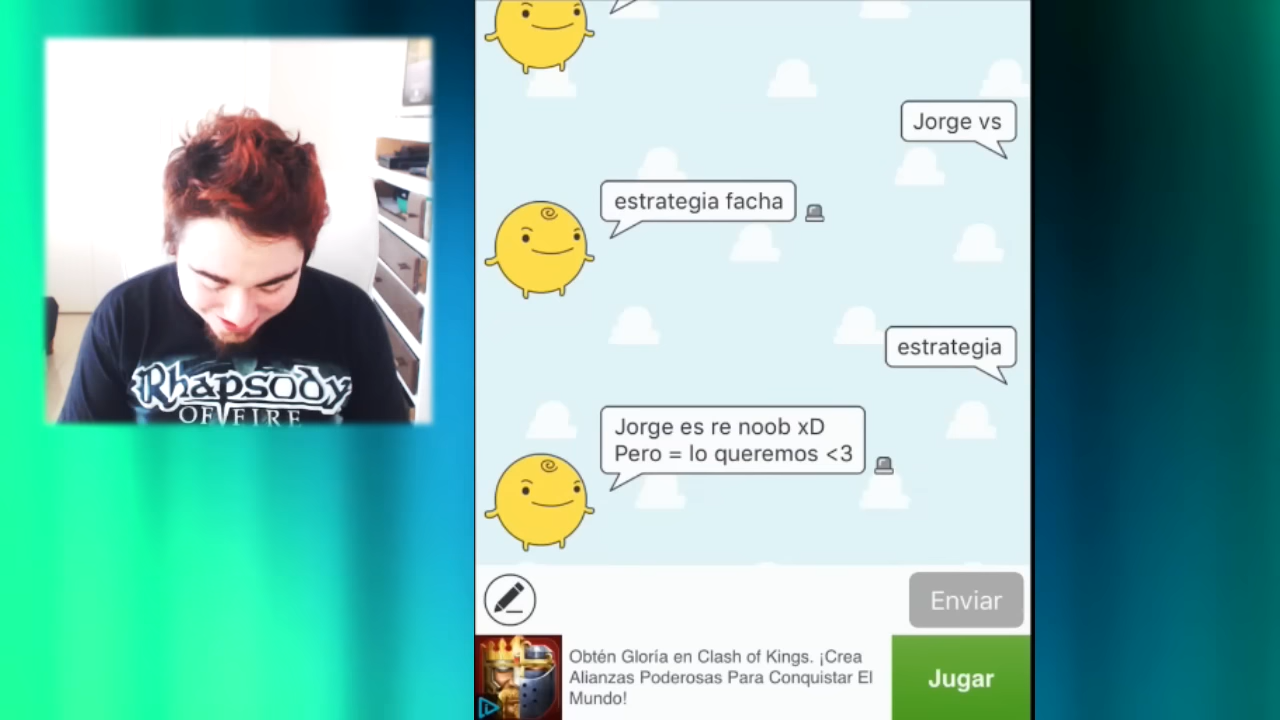 Jorge vs
estrategia facha
estrategia
Jorge es re noob xD
Pero = lo queremos <3
Enviar
Obtén Gloría en Clash of Kings. ¡Crea
Alianzas Poderosas Para Conquistar El
Mundo!
Jugar
Rhapsody
OF FIRE